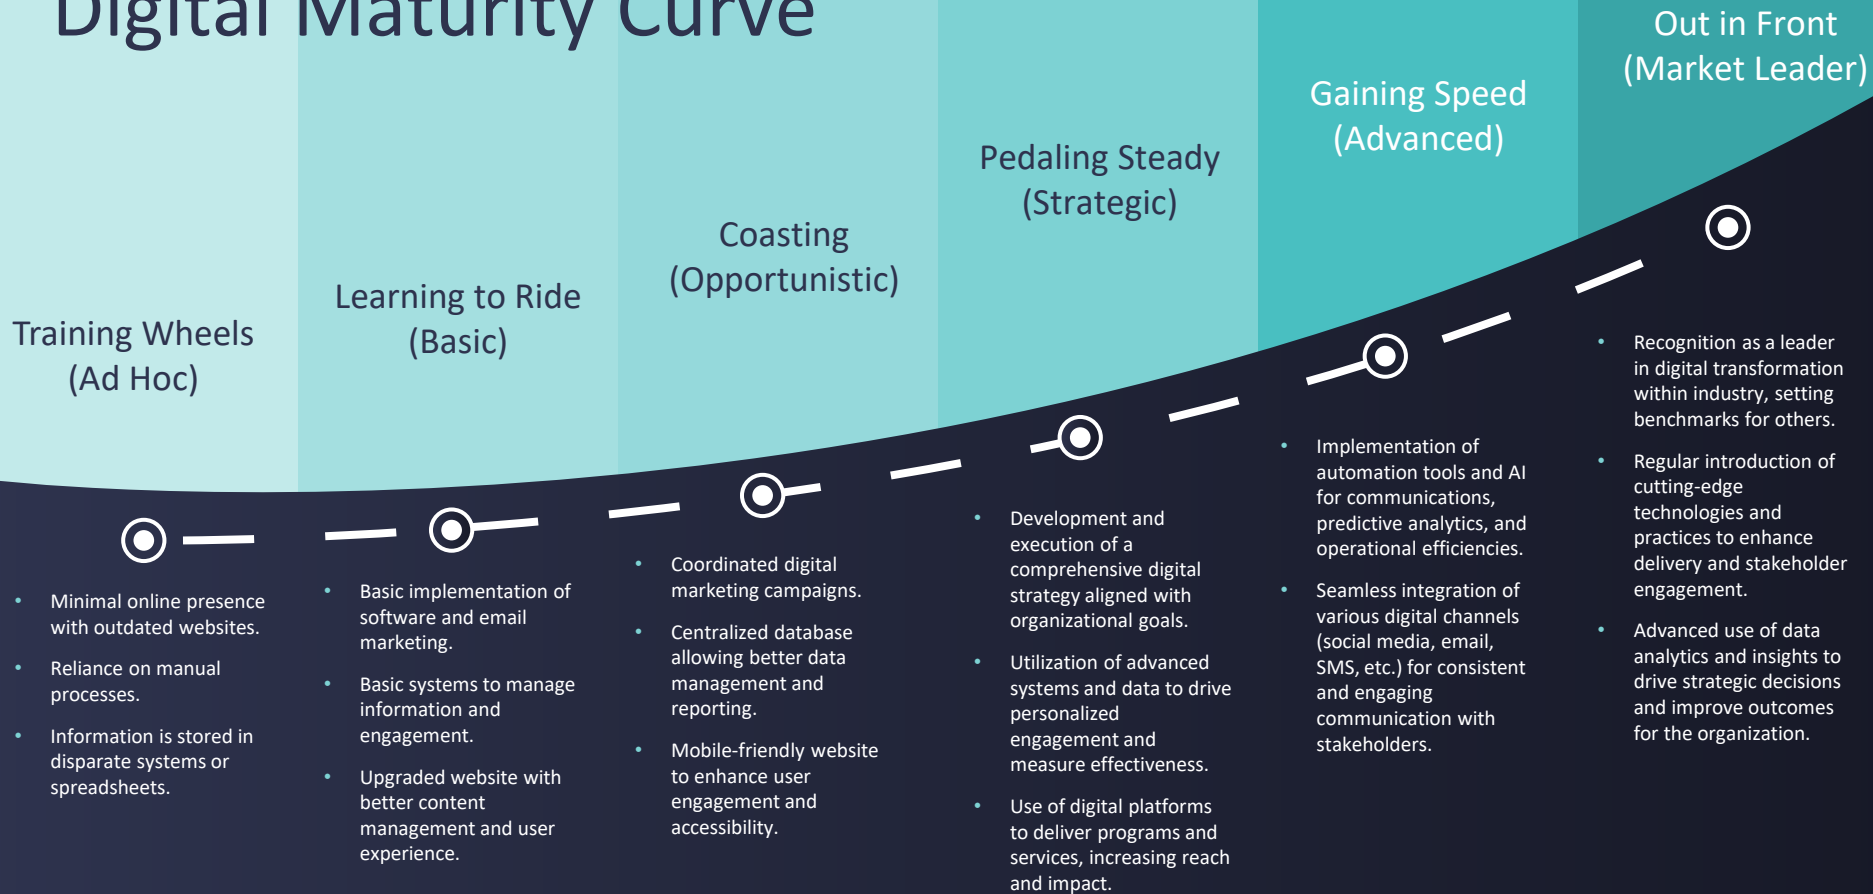 Digital Maturity Curve
Training Wheels
(Ad Hoc)
• Minimal online presence
with outdated websites.
• Reliance on manual
processes.
• Information is stored in
disparate systems or
spreadsheets.
Learning to Ride
(Basic)
• Basic implementation of
software and email
marketing.
• Basic systems to manage
information and
engagement.
• Upgraded website with
better content
management and user
experience.
Coasting
(Opportunistic)
• Coordinated digital
marketing campaigns.
• Centralized database
allowing better data
management and
reporting.
• Mobile-friendly website
to enhance user
engagement and
accessibility.
Pedaling Steady
(Strategic)
• Development and
execution of a
comprehensive digital
strategy aligned with
organizational goals.
• Utilization of advanced
systems and data to drive
personalized
engagement and
measure effectiveness.
• Use of digital platforms
to deliver programs and
services, increasing reach
and impact.
Gaining Speed
(Advanced)
• Implementation of
automation tools and AI
for communications,
predictive analytics, and
operational efficiencies.
• Seamless integration of
various digital channels
(social media, email,
SMS, etc.) for consistent
and engaging
communication with
stakeholders.
Out in Front
(Market Leader)
• Recognition as a leader
in digital transformation
within industry, setting
benchmarks for others.
• Regular introduction of
cutting-edge
technologies and
practices to enhance
delivery and stakeholder
engagement.
• Advanced use of data
analytics and insights to
drive strategic decisions
and improve outcomes
for the organization.